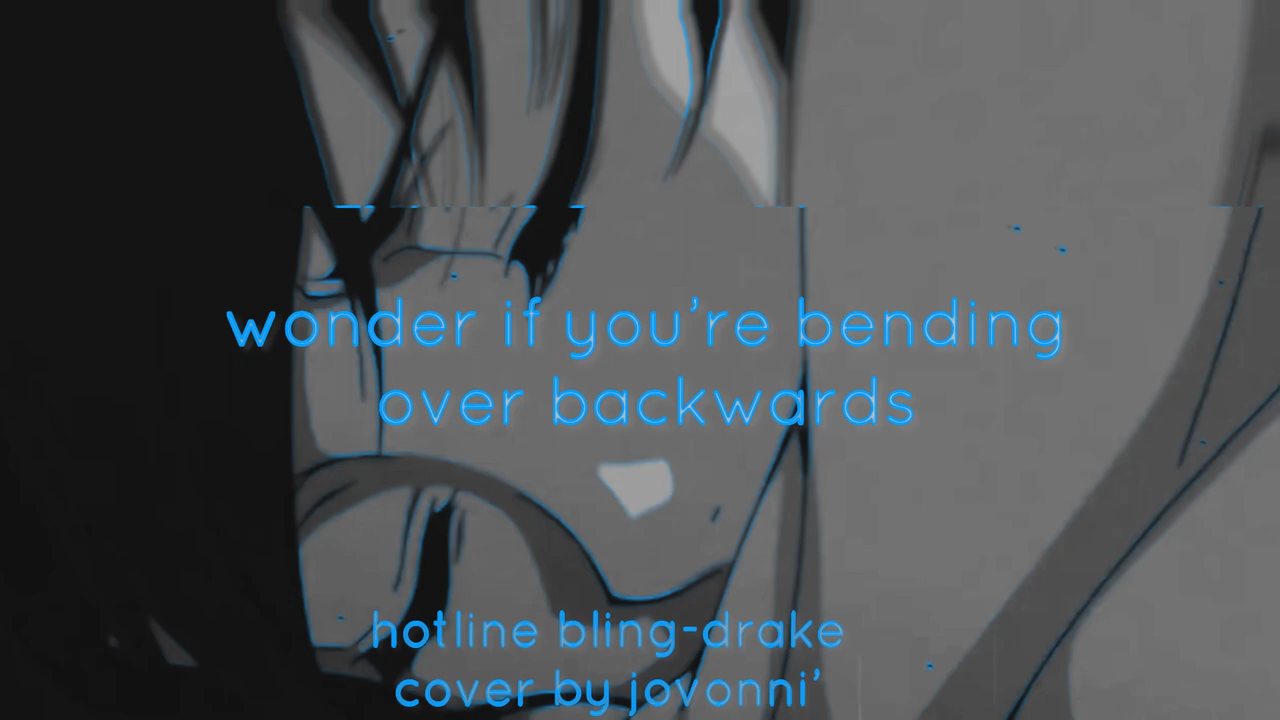 wonder if you're bending
over backwards
hotline bling-drake
cover by jovonni'